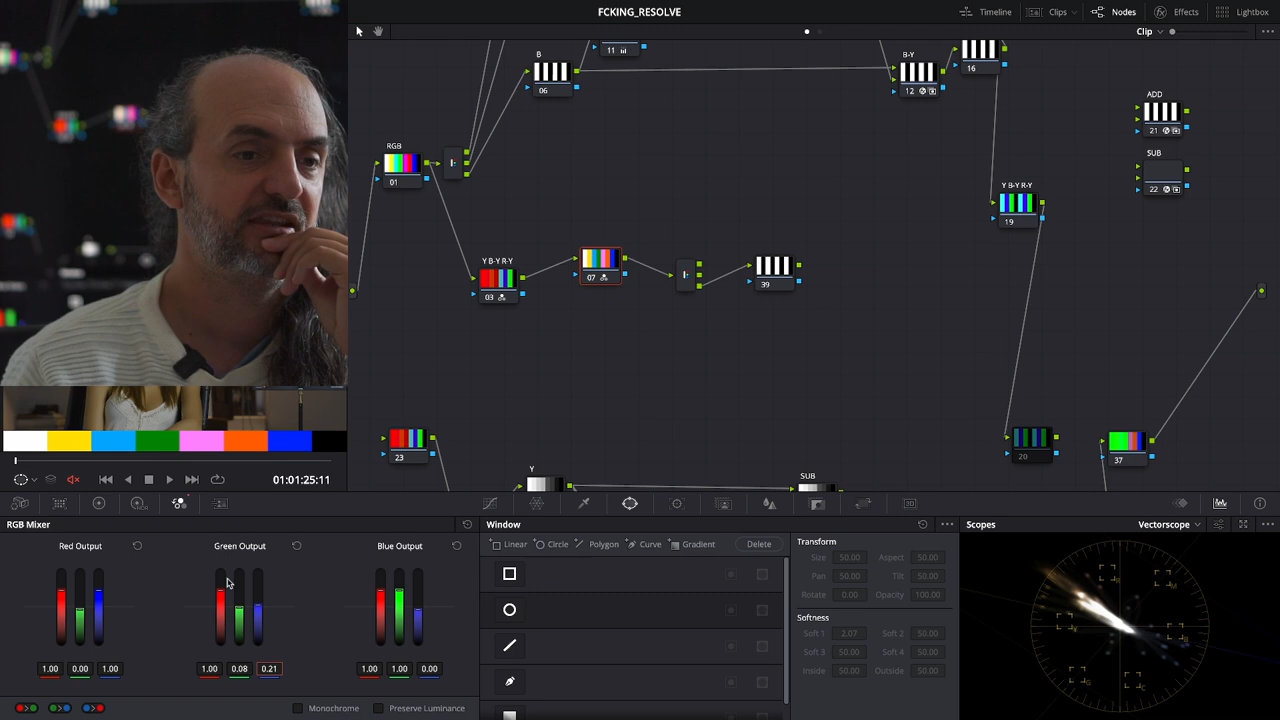 FCKING_RESOLVE
Timeline
Clips
Nodes
Effects
Lightbox
Clip
11
B
06
B-Y
12
16
ADD
21
SUB
22
RGB
01
Y B-Y R-Y
19
Y B-Y R-Y
03
07
39
23
Y
SUB
20
37
01:01:25:11
RGB Mixer
Red Output
Green Output
Blue Output
1.00 0.00 1.00
1.00 0.08 0.21
1.00 1.00 0.00
Monochrome
Preserve Luminance
Window
Linear
Circle
Polygon
Curve
Gradient
Delete
Transform
Size 50.00 Aspect 50.00
Pan 50.00 Tilt 50.00
Rotate 0.00 Opacity 100.00
Softness
Soft 1 2.07 Soft 2 50.00
Soft 3 50.00 Soft 4 50.00
Inside 50.00 Outside 50.00
Scopes
Vectorscope